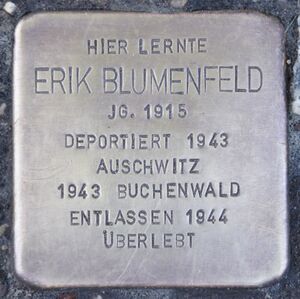 HIER LERNTE
ERIK BLUMENFELD
JG. 1915
DEPORTIERT 1943
AUSCHWITZ
1943 BUCHENWALD
ENTLASSEN 1944
ÜBERLEBT